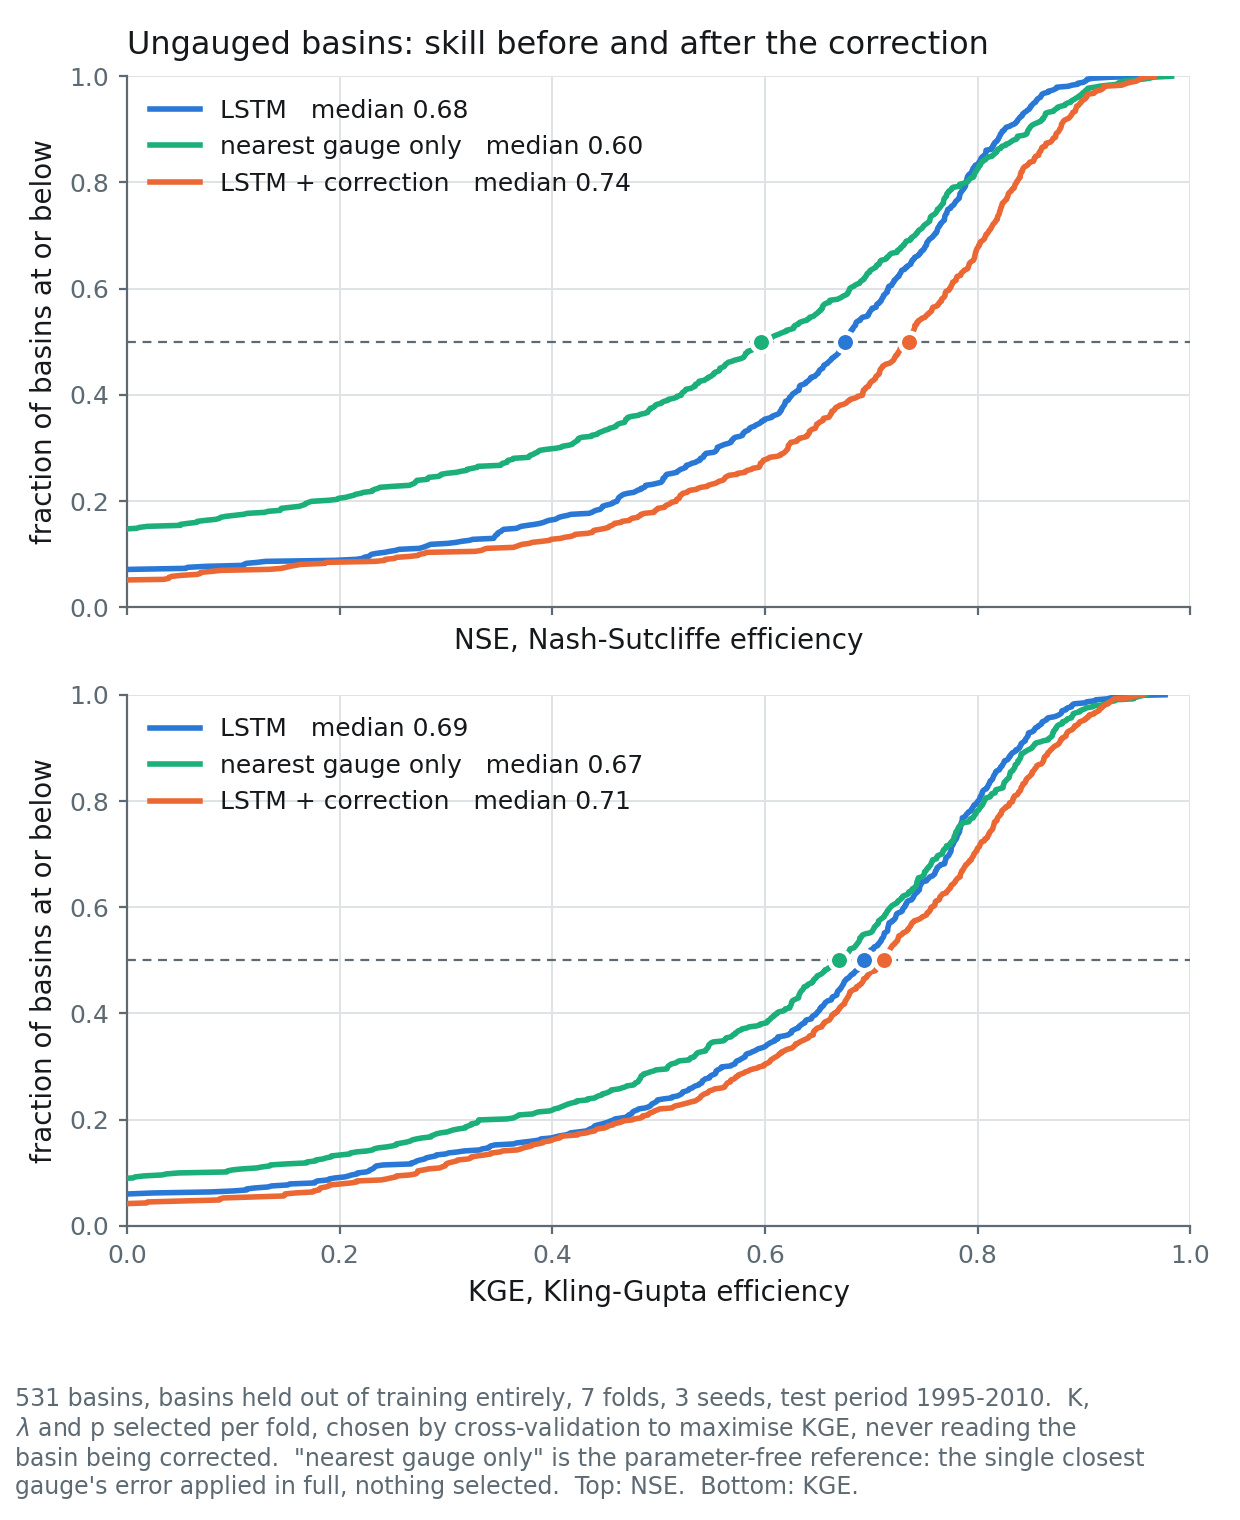 Ungauged basins: skill before and after the correction
1.0
LSTM   median 0.68
nearest gauge only   median 0.60
LSTM + correction   median 0.74
0.8
0.6
0.4
0.2
0.0
fraction of basins at or below
NSE, Nash-Sutcliffe efficiency
1.0
LSTM   median 0.69
nearest gauge only   median 0.67
LSTM + correction   median 0.71
0.8
0.6
0.4
0.2
0.0
fraction of basins at or below
0.0 0.2 0.4 0.6 0.8 1.0
KGE, Kling-Gupta efficiency
531 basins, basins held out of training entirely, 7 folds, 3 seeds, test period 1995-2010.  K,
λ and p selected per fold, chosen by cross-validation to maximise KGE, never reading the
basin being corrected.  "nearest gauge only" is the parameter-free reference: the single closest
gauge's error applied in full, nothing selected.  Top: NSE.  Bottom: KGE.